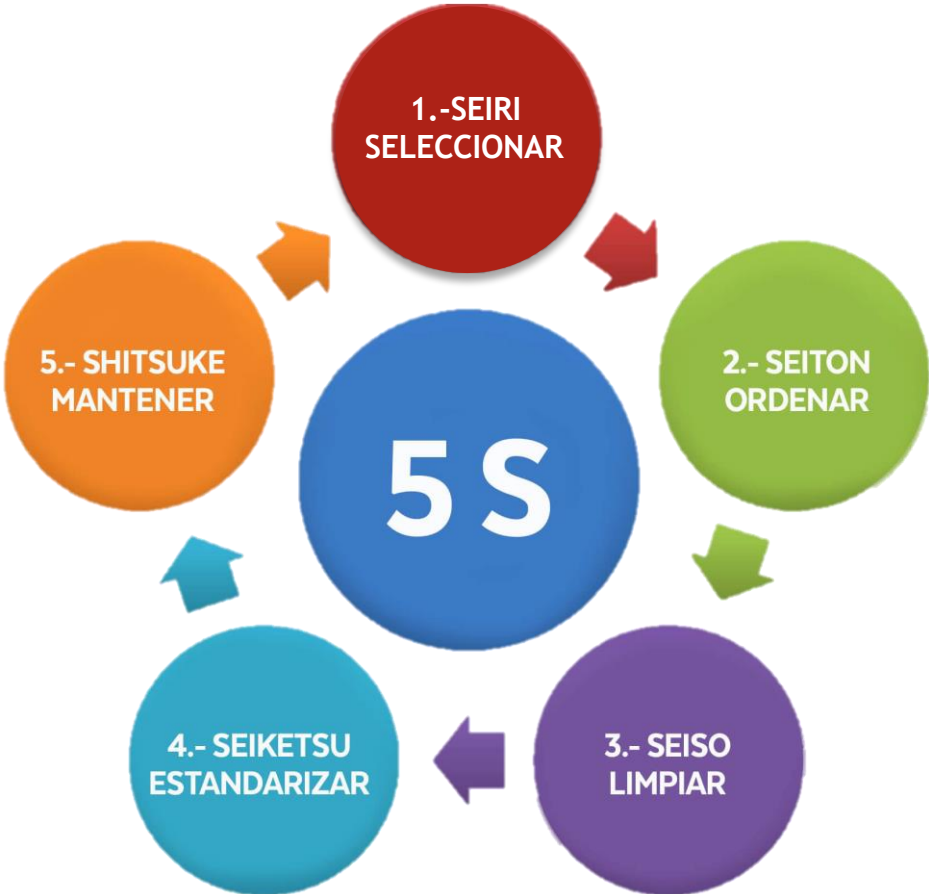 1.-SEIRI
SELECCIONAR
2.- SEITON
ORDENAR
3.- SEISO
LIMPIAR
4.- SEIKETSU
ESTANDARIZAR
5.- SHITSUKE
MANTENER
5 S